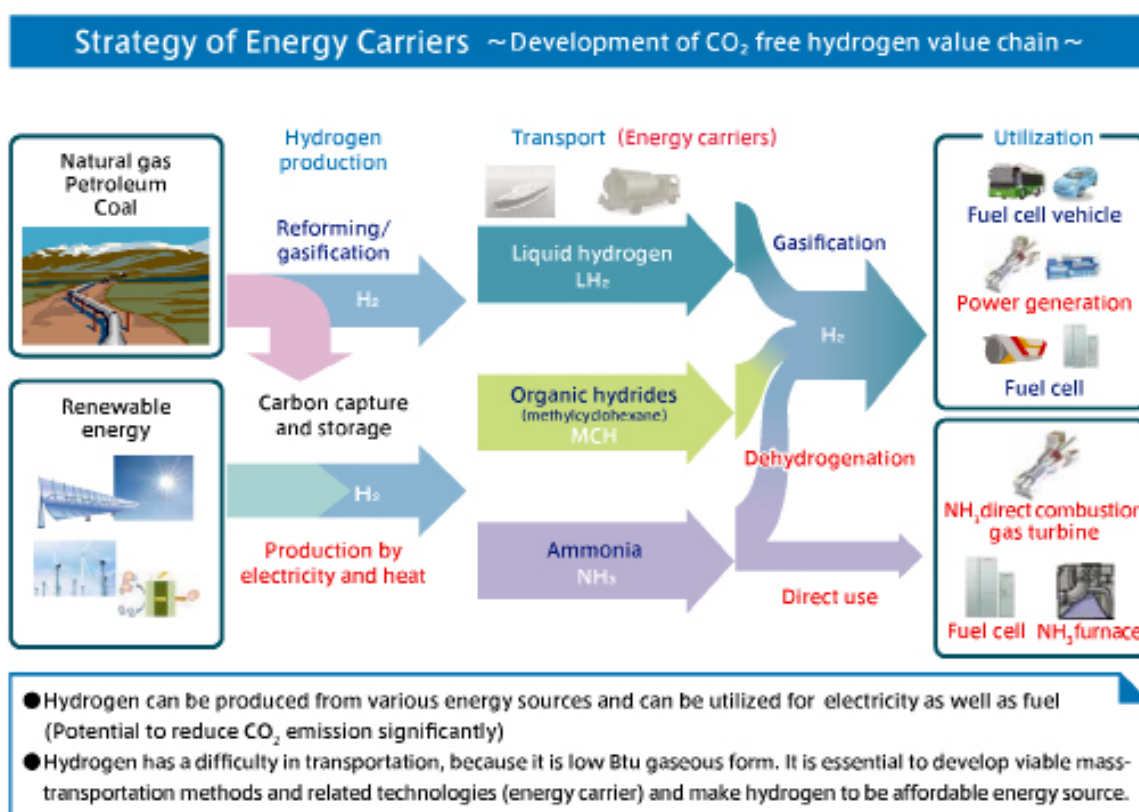 Strategy of Energy Carriers ～Development of CO₂ free hydrogen value chain～
Natural gas
Petroleum
Coal
Hydrogen
production
Reforming/
gasification
H₂
Carbon capture
and storage
Renewable
energy
H₂
Production by
electricity and heat
Transport (Energy carriers)
Liquid hydrogen
LH₂
Organic hydrides
(methylcyclohexane)
MCH
Ammonia
NH₃
Gasification
H₂
Dehydrogenation
Direct use
Utilization
Fuel cell vehicle
Power generation
Fuel cell
NH₃direct combustion
gas turbine
Fuel cell
NH₃furnace
●Hydrogen can be produced from various energy sources and can be utilized for electricity as well as fuel
(Potential to reduce CO₂ emission significantly)
●Hydrogen has a difficulty in transportation, because it is low Btu gaseous form. It is essential to develop viable mass-
transportation methods and related technologies (energy carrier) and make hydrogen to be affordable energy source.